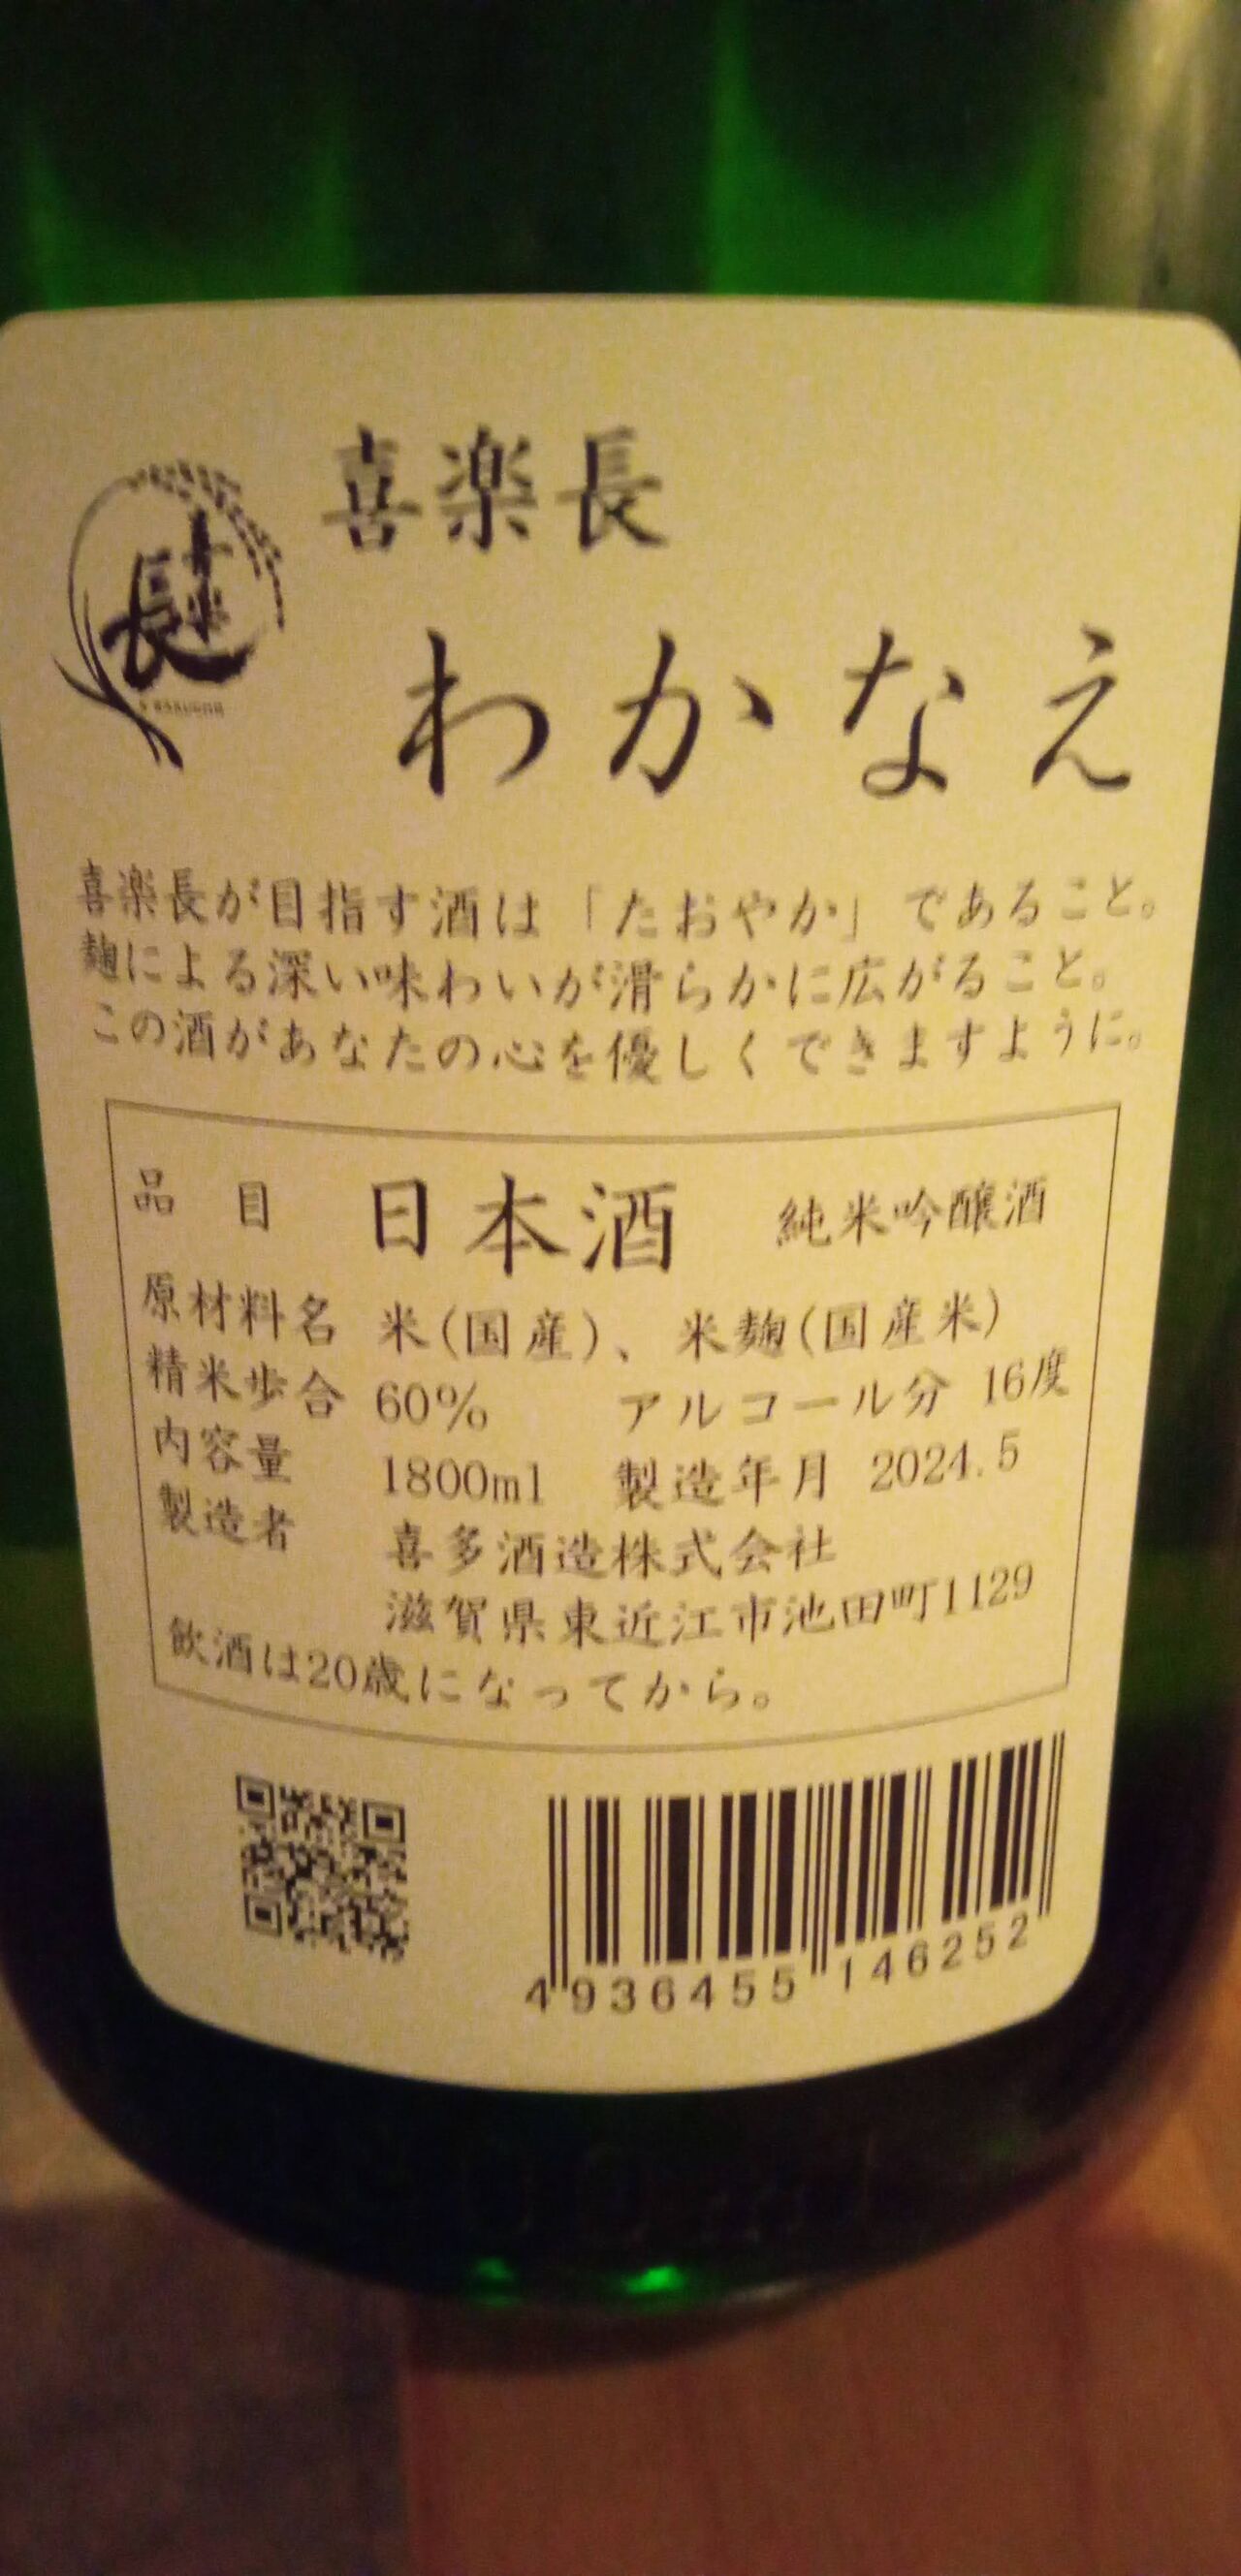 喜楽長
わかなえ
喜楽長が目指す酒は「たおやか」であること。
麹による深い味わいが滑らかに広がること。
この酒があなたの心を優しくできますように。
品目 日本酒 純米吟醸酒
原材料名 米(国産)、米麹(国産米)
精米歩合 60% アルコール分 16度
内容量 1800ml 製造年月 2024.5
製造者 喜多酒造株式会社
滋賀県東近江市池田町1129
飲酒は20歳になってから。
4936455146252